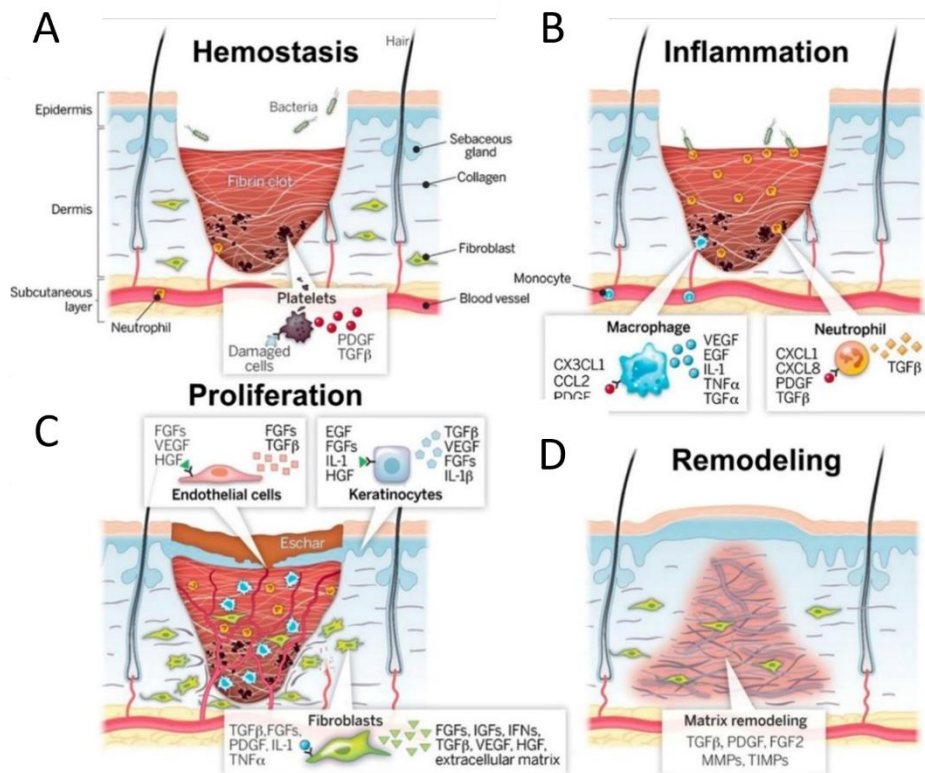 A
Hemostasis
Hair
Epidermis
Bacteria
Sebaceous
gland
Fibrin clot
Collagen
Dermis
Fibroblast
Subcutaneous
layer
Neutrophil
Platelets
Damaged
cells
PDGF
TGFβ
Blood vessel
B
Inflammation
Monocyte
Macrophage
CX3CL1
CCL2
PDGF
VEGF
EGF
IL-1
TNFα
TGFα
Neutrophil
CXCL1
CXCL8
PDGF
TGFβ
TGFβ
Proliferation
C
FGFs
VEGF
HGF
FGFs
TGFβ
Endothelial cells
EGF
FGFs
IL-1
HGF
TGFβ
VEGF
FGFs
IL-1β
Keratinocytes
Eschar
Fibroblasts
TGFβ,FGFs,
PDGF, IL-1
TNFα
FGFs, IGFs, IFNs,
TGFβ, VEGF, HGF,
extracellular matrix
D
Remodeling
Matrix remodeling
TGFβ, PDGF, FGF2
MMPs, TIMPs